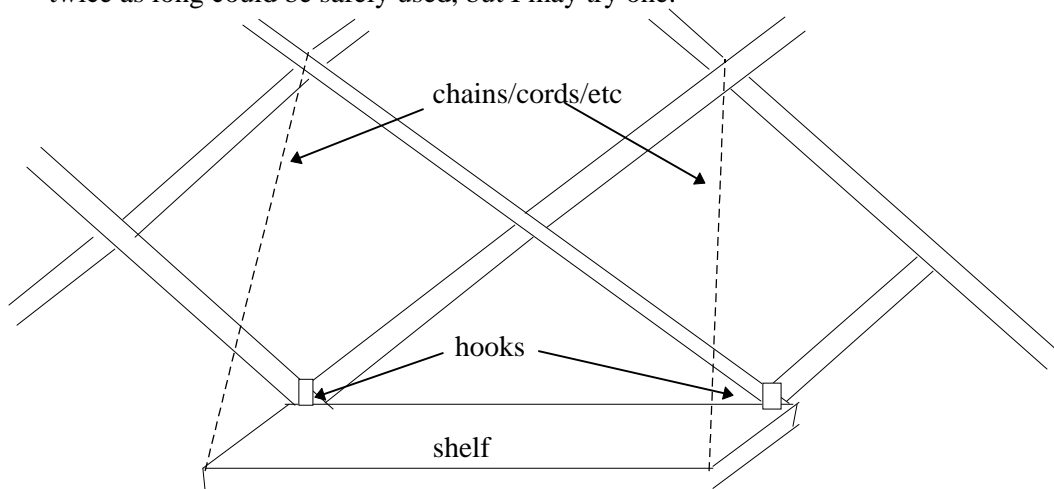 twice as long could be safely used, but I may try one.
chains/cords/etc
hooks
shelf